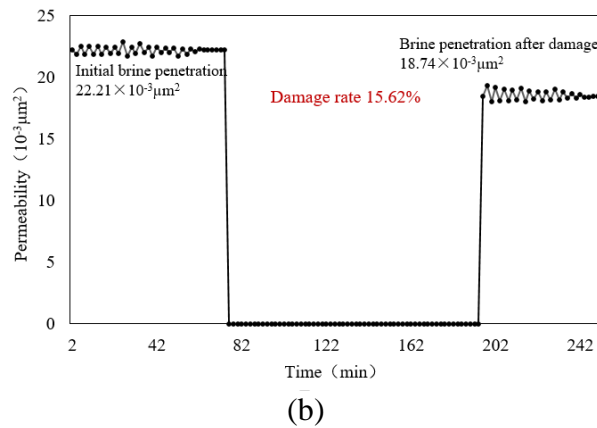 25
20
15
10
5
0
Permeability（10⁻³μm²）
Initial brine penetration
22.21×10⁻³μm²
Damage rate 15.62%
Brine penetration after damage
18.74×10⁻³μm²
2 42 82 122 162 202 242
Time（min）
(b)